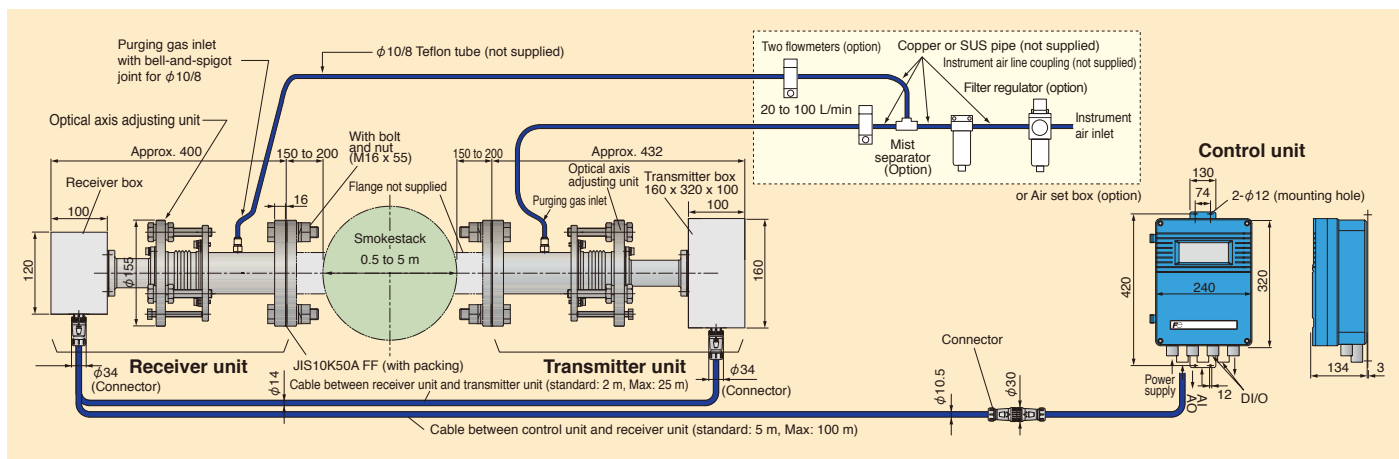 Purging gas inlet
with bell-and-spigot
joint for φ10/8
φ10/8 Teflon tube (not supplied)
Two flowmeters (option)
Copper or SUS pipe (not supplied)
Instrument air line coupling (not supplied)
Filter regulator (option)
20 to 100 L/min
Instrument
air inlet
Mist
separator
(Option)
or Air set box (option)
Optical axis adjusting unit
With bolt
and nut
(M16 x 55)
Approx. 400
150 to 200
150 to 200
Approx. 432
Receiver box
Flange not supplied
Optical axis
adjusting unit
Transmitter box
160 x 320 x 100
Purging gas inlet
100
16
100
120
φ155
Smokestack
0.5 to 5 m
160
Receiver unit
JIS10K50A FF (with packing)
Transmitter unit
φ34
(Connector)
φ14
Cable between receiver unit and transmitter unit (standard: 2 m, Max: 25 m)
φ34
(Connector)
Cable between control unit and receiver unit (standard: 5 m, Max: 100 m)
φ10.5
Connector
φ30
Control unit
130
74
2-φ12 (mounting hole)
420
240
320
Fe
Power
supply
AO
AI
12
DI/O
134
3